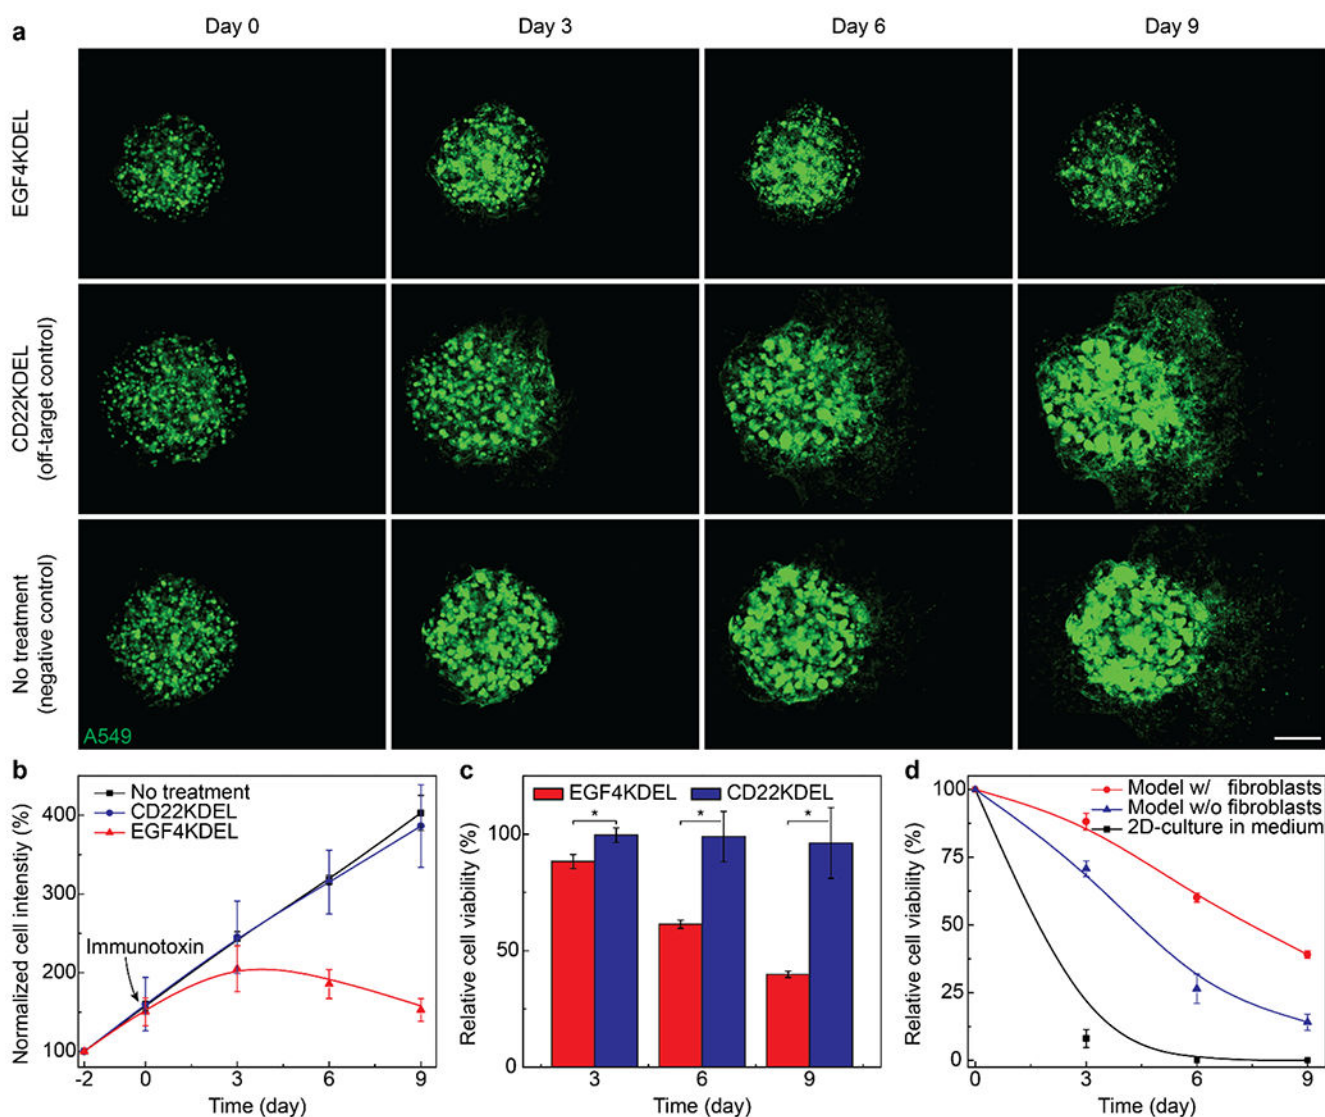 a
Day 0 Day 3 Day 6 Day 9
EGF4KDEL
CD22KDEL
(off-target control)
No treatment
(negative control)
A549
b
No treatment
CD22KDEL
EGF4KDEL
Immunotoxin
Normalized cell intenstiy (%)
400
300
200
100
-2 0 3 6 9
Time (day)
c
EGF4KDEL CD22KDEL
* * *
Relative cell viability (%)
100
50
0
3 6 9
Time (day)
d
Model w/ fibroblasts
Model w/o fibroblasts
2D-culture in medium
Relative cell viability (%)
100
75
50
25
0
0 3 6 9
Time (day)